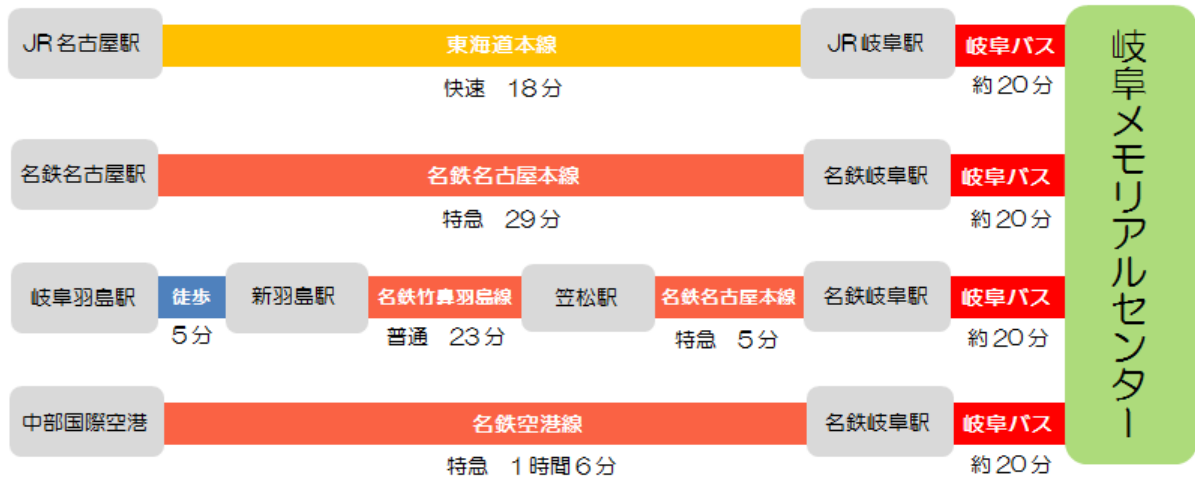 JR名古屋駅 東海道本線 JR岐阜駅 岐阜バス
快速 18分 約20分
名鉄名古屋駅 名鉄名古屋本線 名鉄岐阜駅 岐阜バス
特急 29分 約20分
岐阜羽島駅 徒歩 新羽島駅 名鉄竹鼻羽島線 笠松駅 名鉄名古屋本線 名鉄岐阜駅 岐阜バス
5分 普通 23分 特急 5分 約20分
中部国際空港 名鉄空港線 名鉄岐阜駅 岐阜バス
特急 1時間6分 約20分
岐阜メモリアルセンター